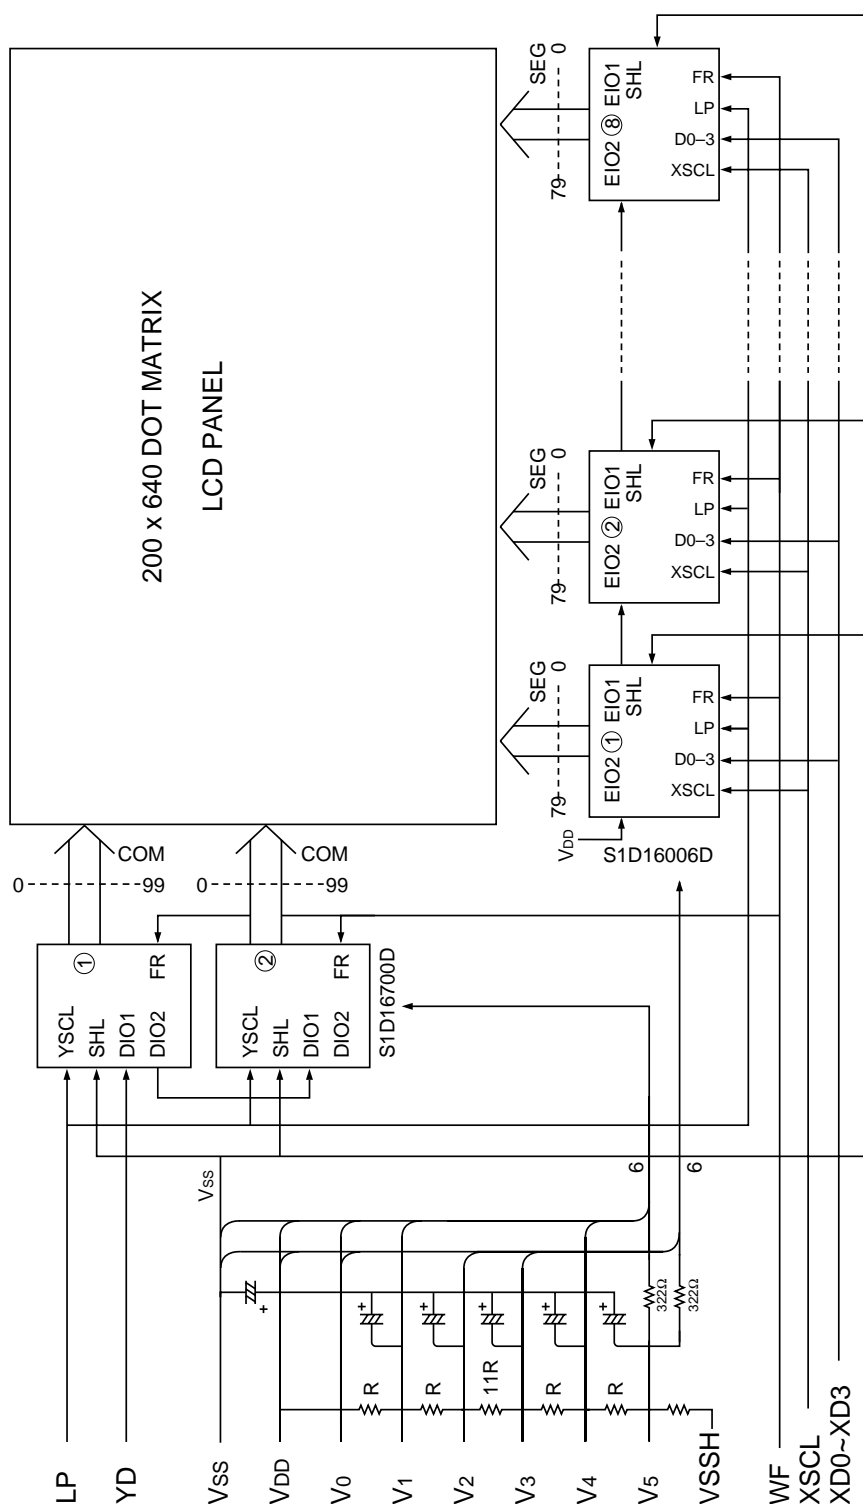 200 x 640 DOT MATRIX
LCD PANEL
COM
0 99
①
YSCL
SHL
DIO1
DIO2
FR
COM
0 99
②
YSCL
SHL
DIO1
DIO2
FR
S1D16700D
SEG
79 0
EIO2 ① EIO1
SHL
FR
LP
D0–3
XSCL
VDD
S1D16006D
SEG
79 0
EIO2 ② EIO1
SHL
FR
LP
D0–3
XSCL
SEG
79 0
EIO2 ⑧ EIO1
SHL
FR
LP
D0–3
XSCL
VSS
6
6
+
+
+
+
+
+
322Ω
322Ω
R
R
11R
R
R
LP
YD
VSS
VDD
V0
V1
V2
V3
V4
V5
VSSH
WF
XSCL
XD0~XD3